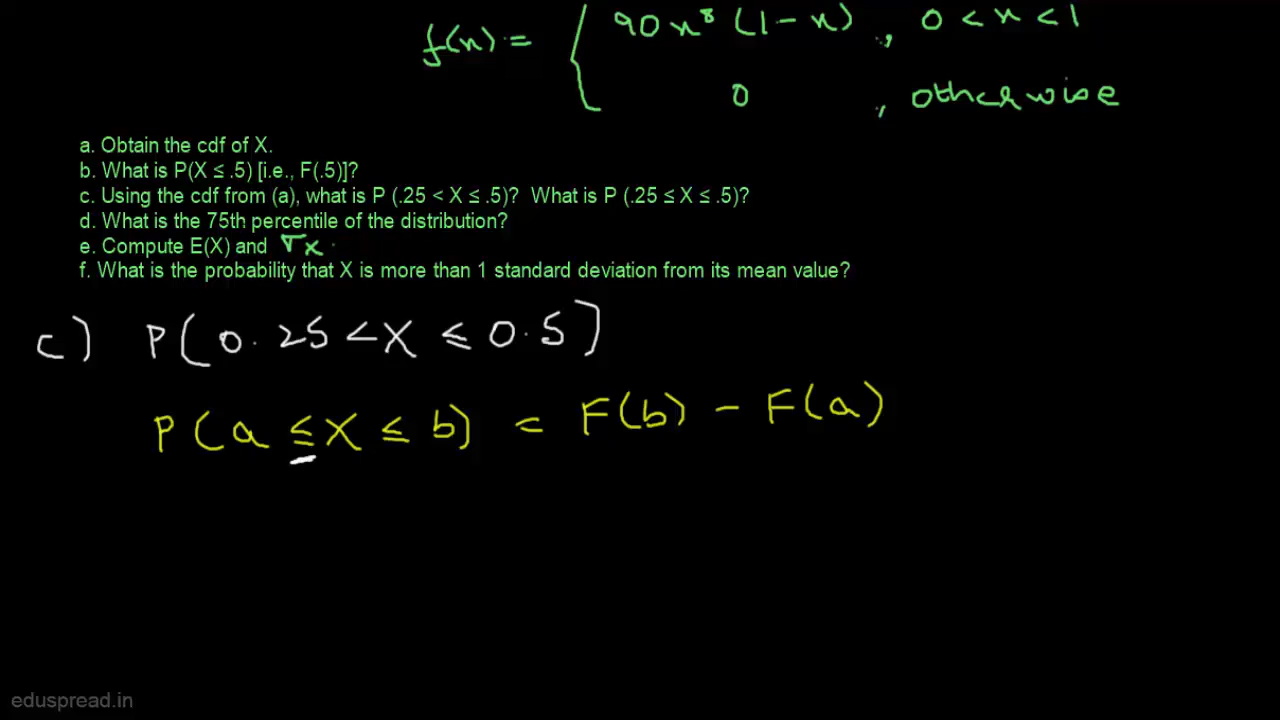 f(x) = { 90x⁸ (1-x) , 0 < x < 1
0 , otherwise
a. Obtain the cdf of X.
b. What is P(X ≤ .5) [i.e., F(.5)]?
c. Using the cdf from (a), what is P (.25 < X ≤ .5)? What is P (.25 ≤ X ≤ .5)?
d. What is the 75th percentile of the distribution?
e. Compute E(X) and σx
f. What is the probability that X is more than 1 standard deviation from its mean value?
c) P(0.25 < X ≤ 0.5)
P(a ≤ X ≤ b) = F(b) - F(a)
eduspread.in